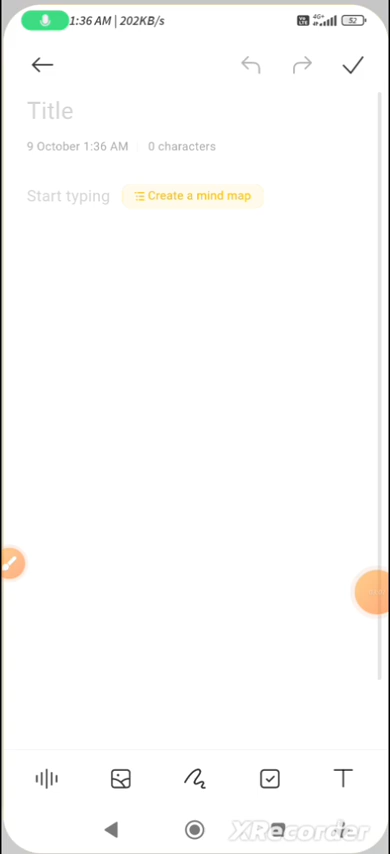 1:36 AM | 202KB/s
4G+
52
Title
9 October 1:36 AM | 0 characters
Start typing
Create a mind map
XRecorder